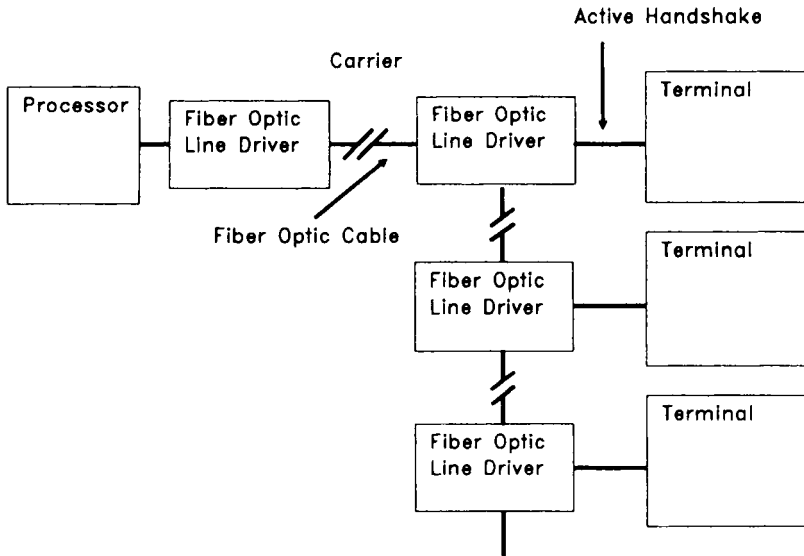 Active Handshake
Carrier
Processor
Fiber Optic
Line Driver
Fiber Optic
Line Driver
Terminal
Fiber Optic Cable
Fiber Optic
Line Driver
Terminal
Fiber Optic
Line Driver
Terminal